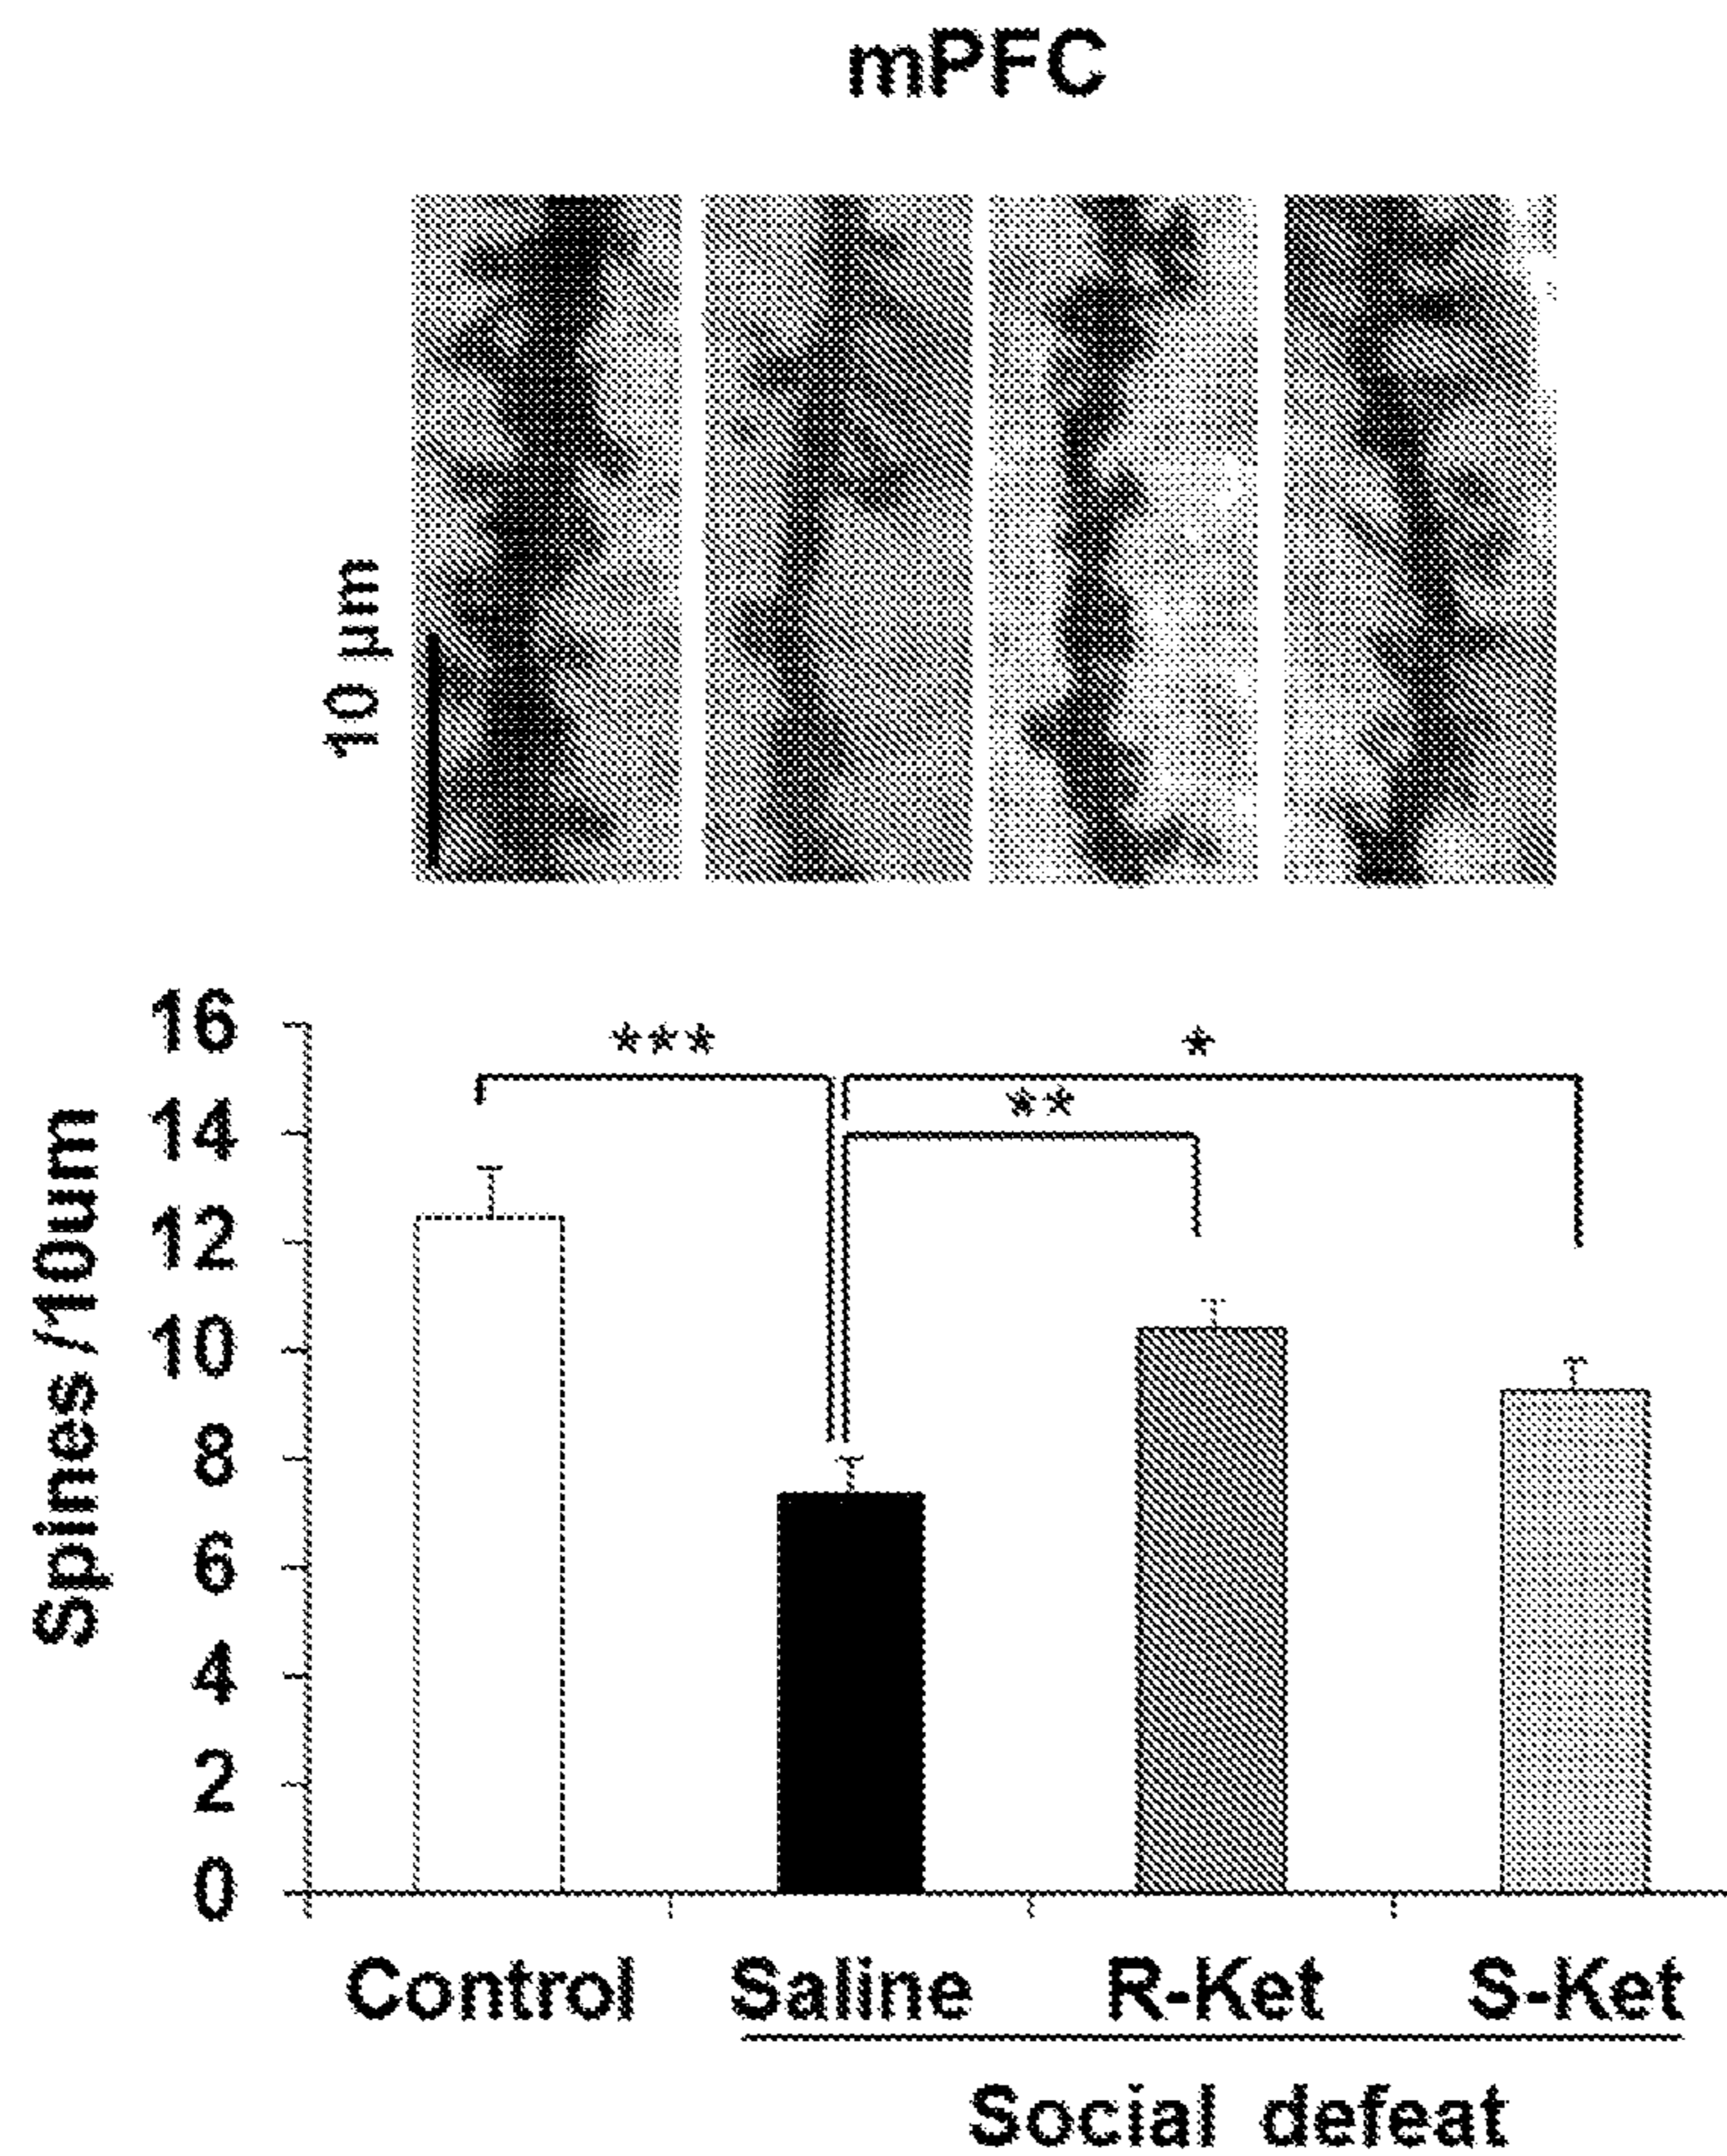 mPFC
10 µm
16
14
12
10
8
6
4
2
0
Spines /10um
***
*
**
Control Saline R-Ket S-Ket
Social defeat